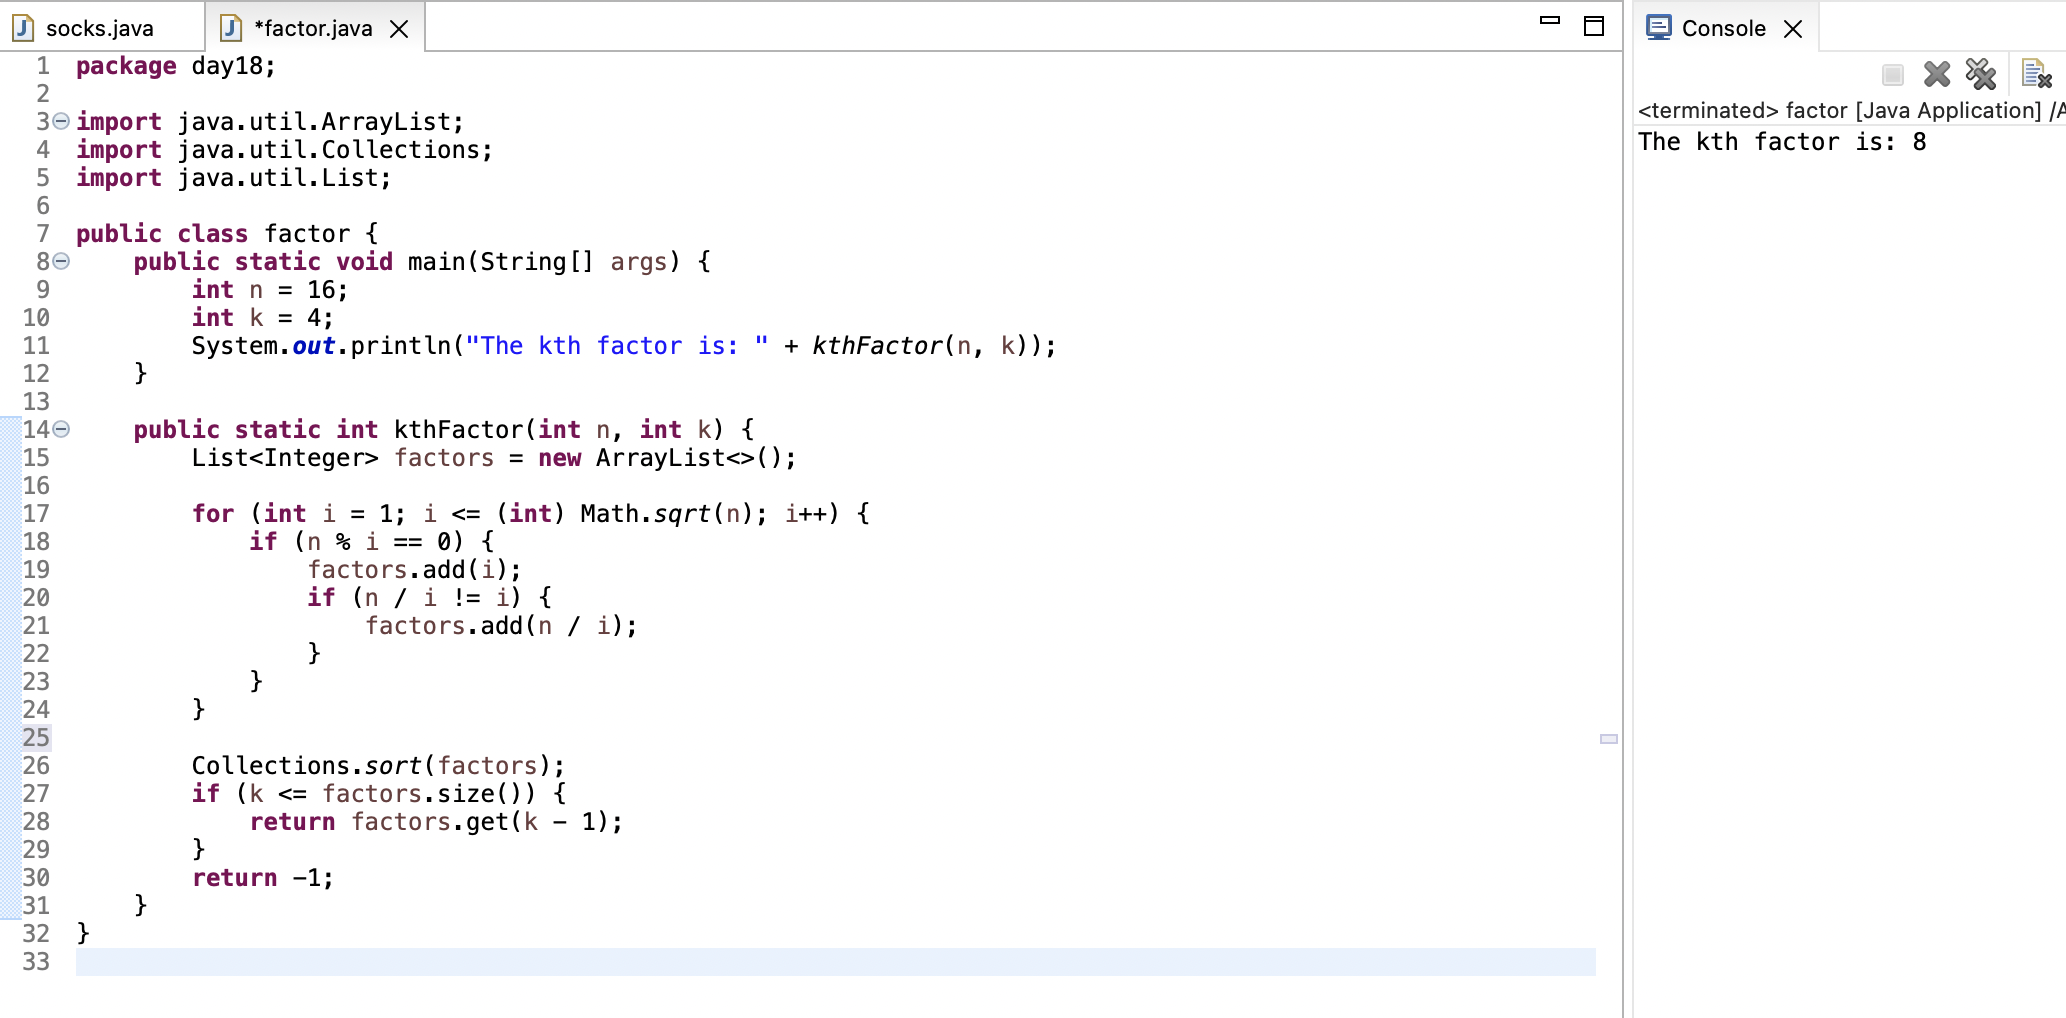 socks.java
*factor.java
1 package day18;
2
3 import java.util.ArrayList;
4 import java.util.Collections;
5 import java.util.List;
6
7 public class factor {
8     public static void main(String[] args) {
9         int n = 16;
10         int k = 4;
11         System.out.println("The kth factor is: " + kthFactor(n, k));
12     }
13
14     public static int kthFactor(int n, int k) {
15         List<Integer> factors = new ArrayList<>();
16
17         for (int i = 1; i <= (int) Math.sqrt(n); i++) {
18             if (n % i == 0) {
19                 factors.add(i);
20                 if (n / i != i) {
21                     factors.add(n / i);
22                 }
23             }
24         }
25
26         Collections.sort(factors);
27         if (k <= factors.size()) {
28             return factors.get(k - 1);
29         }
30         return -1;
31     }
32 }
33
Console
<terminated> factor [Java Application] /A
The kth factor is: 8